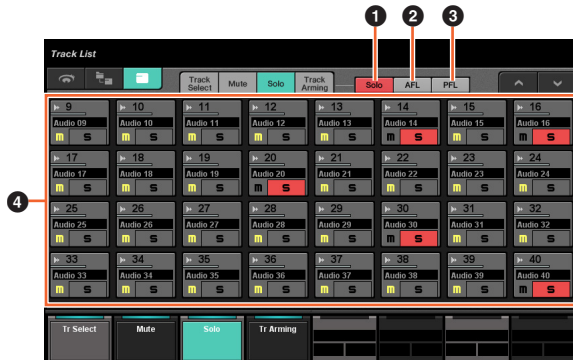 1 2 3
Track List
Track Select Mute Solo Track Arming Solo AFL PFL
9 10 11 12 13 14 15 16
Audio 09 Audio 10 Audio 11 Audio 12 Audio 13 Audio 14 Audio 15 Audio 16
m S m S m S m S m S m S m S m S
17 18 19 20 21 22 23 24
Audio 17 Audio 18 Audio 19 Audio 20 Audio 21 Audio 22 Audio 23 Audio 24
m S m S m S m S m S m S m S m S
4
25 26 27 28 29 30 31 32
Audio 25 Audio 26 Audio 27 Audio 28 Audio 29 Audio 30 Audio 31 Audio 32
m S m S m S m S m S m S m S m S
33 34 35 36 37 38 39 40
Audio 33 Audio 34 Audio 35 Audio 36 Audio 37 Audio 38 Audio 39 Audio 40
m S m S m S m S m S m S m S m S
Tr Select Mute Solo Tr Arming